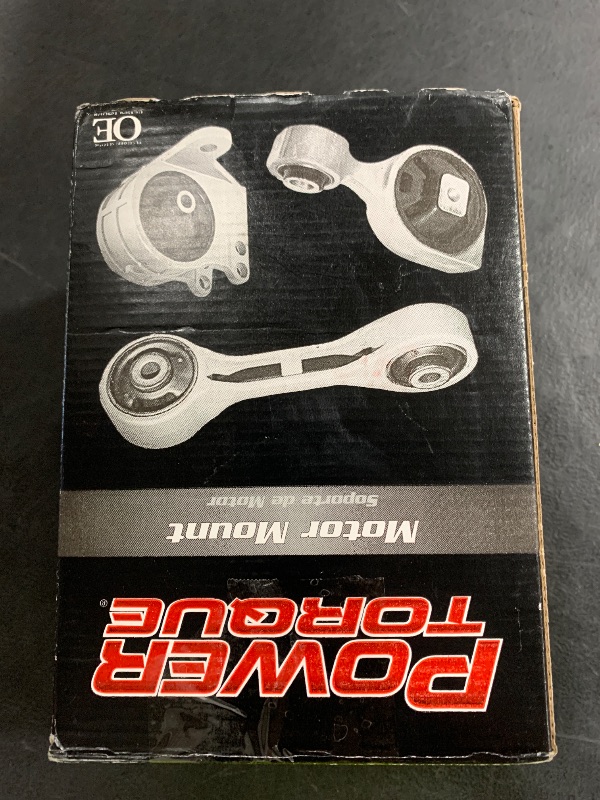 POWER
TORQUE®
Motor Mount
Soporte de Motor
OE